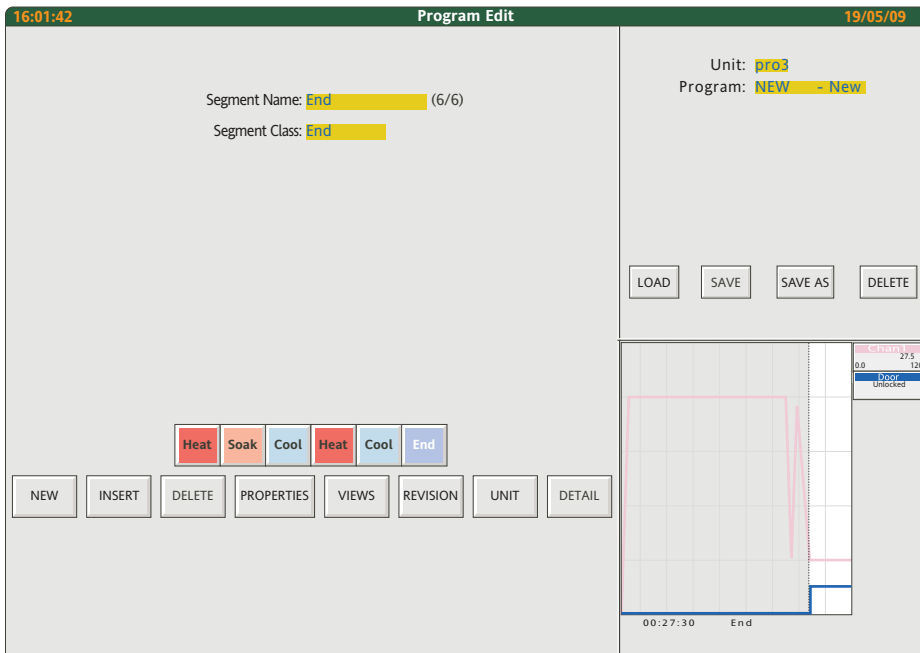 16:01:42 Program Edit 19/05/09
Segment Name: End (6/6)
Segment Class: End
Unit: pro3
Program: NEW - New
LOAD SAVE SAVE AS DELETE
Chan1
27.5
0.0 120
Door
Unlocked
Heat Soak Cool Heat Cool End
NEW INSERT DELETE PROPERTIES VIEWS REVISION UNIT DETAIL
00:27:30 End